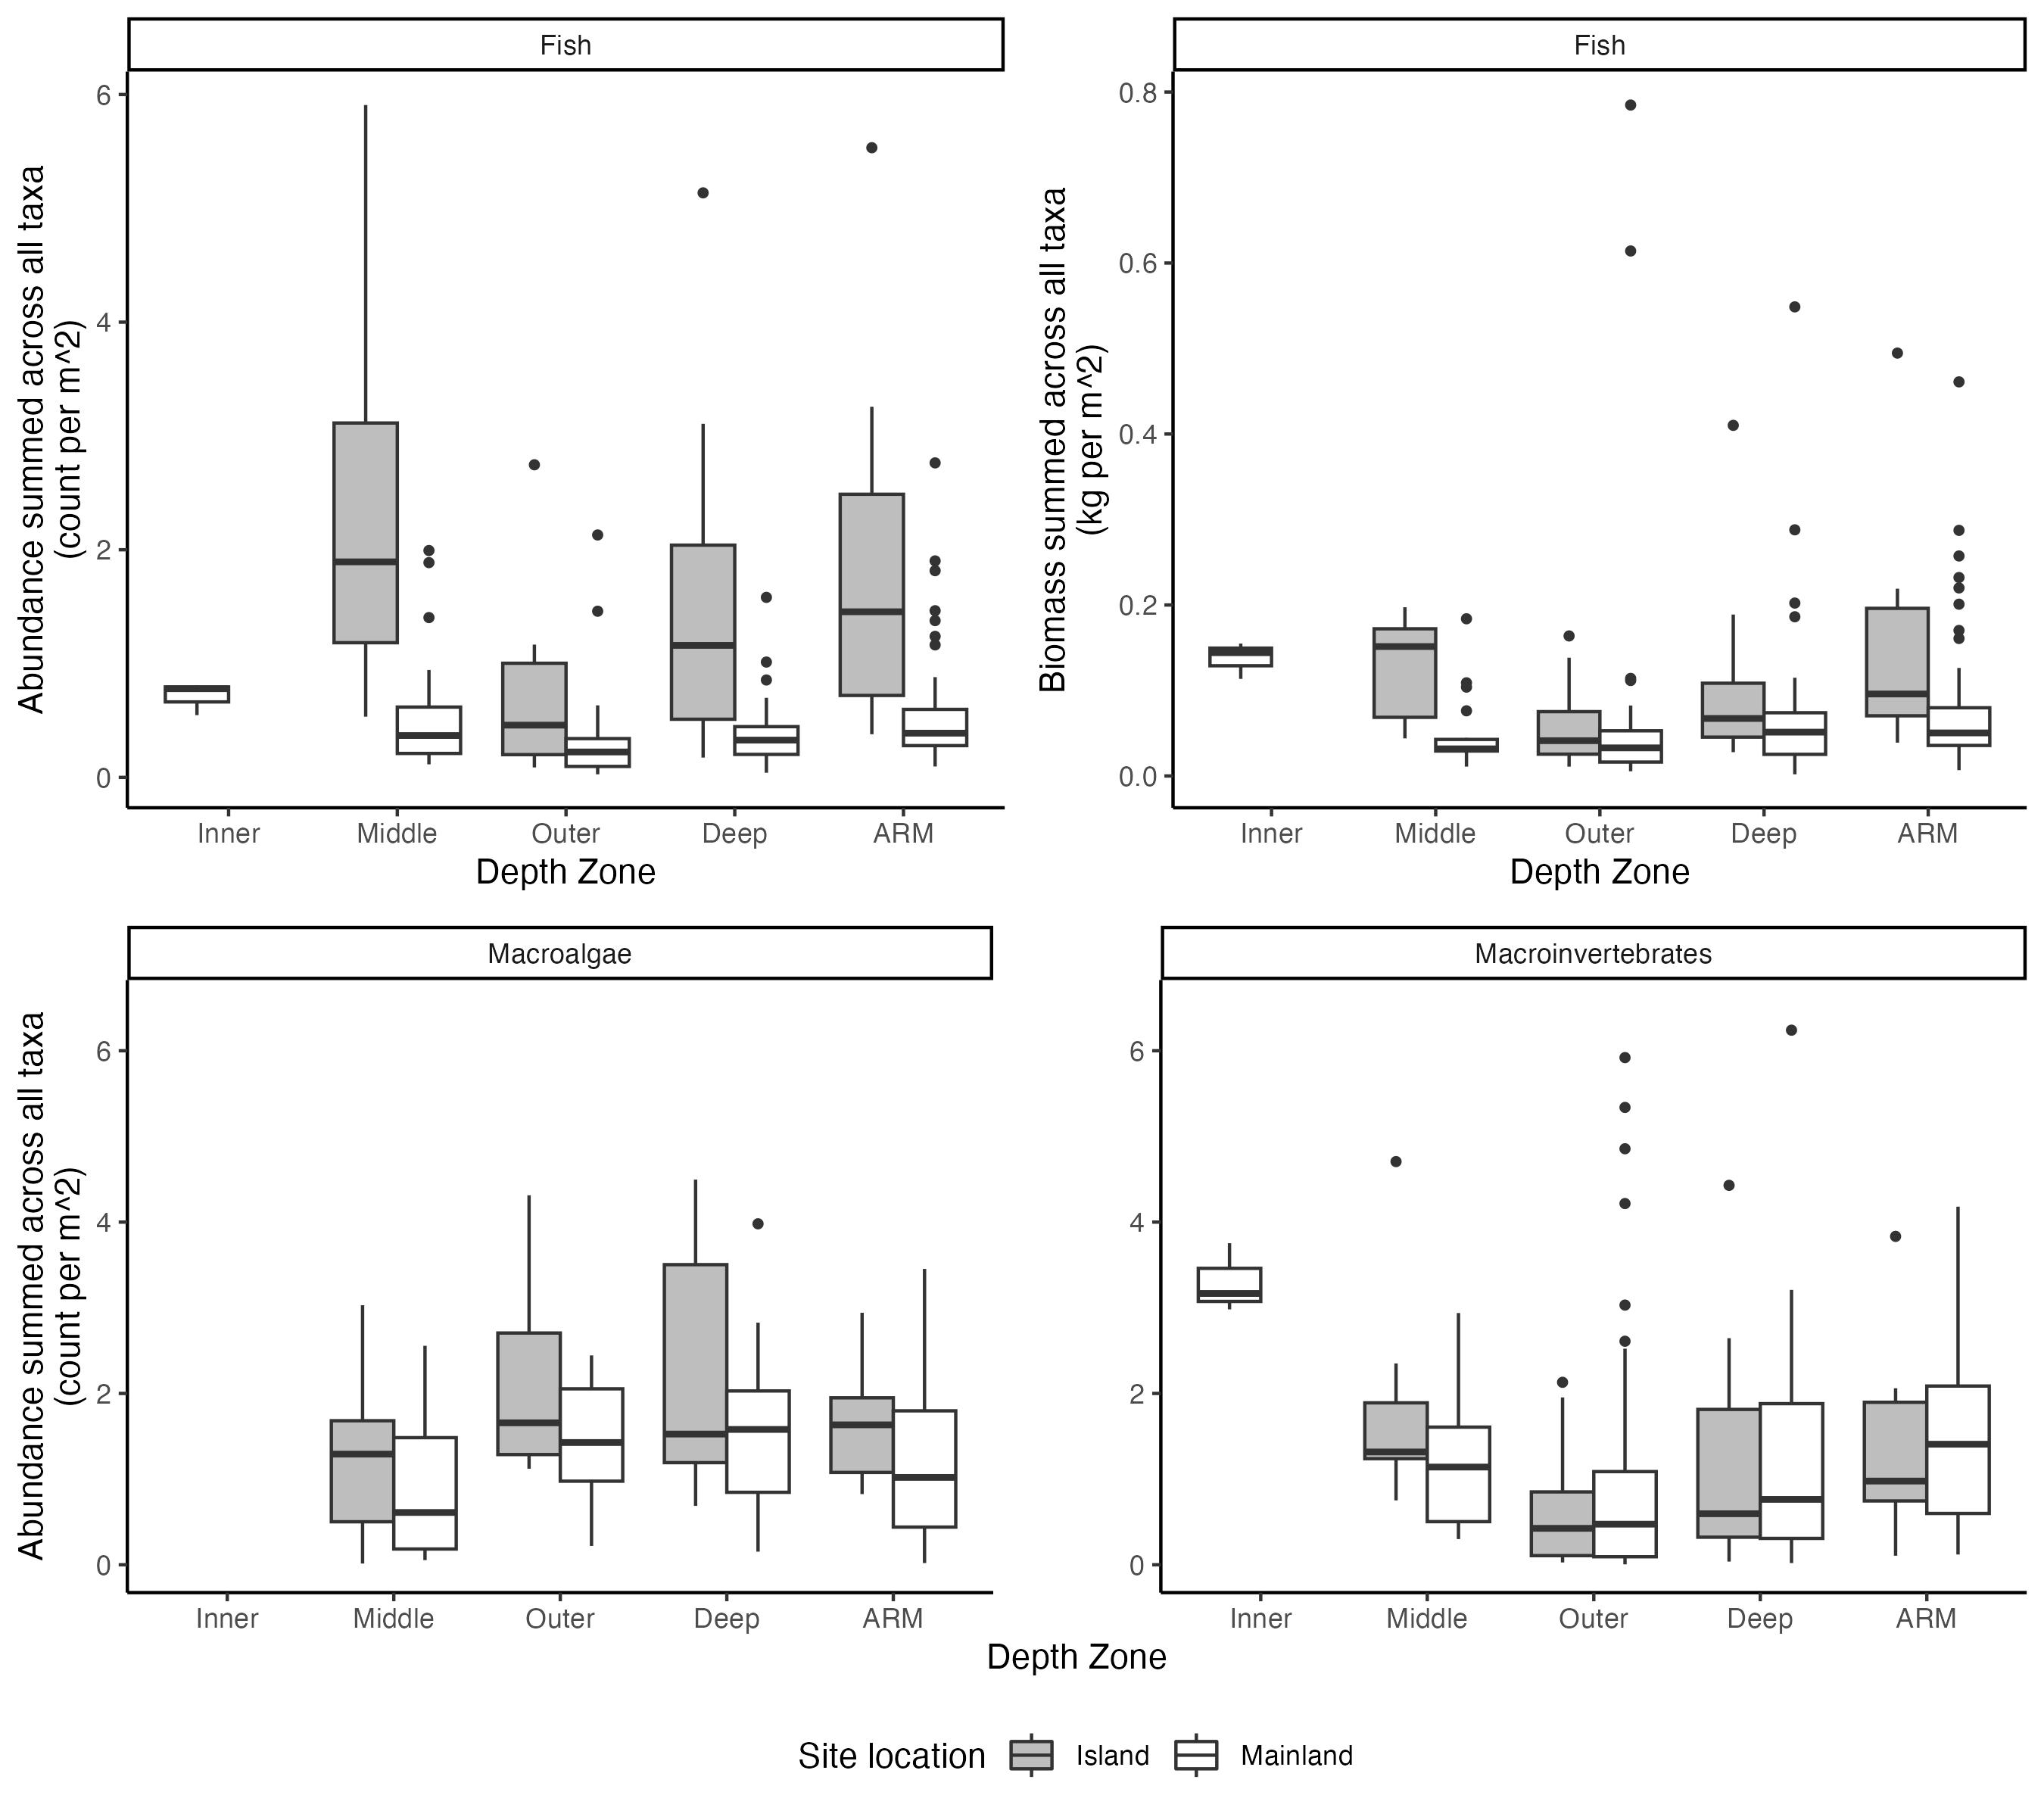 Fish
Abundance summed across all taxa
(count per m^2)
6
4
2
0
Inner Middle Outer Deep ARM
Depth Zone
Fish
Biomass summed across all taxa
(kg per m^2)
0.8
0.6
0.4
0.2
0.0
Inner Middle Outer Deep ARM
Depth Zone
Macroalgae
Abundance summed across all taxa
(count per m^2)
6
4
2
0
Inner Middle Outer Deep ARM
Macroinvertebrates
6
4
2
0
Inner Middle Outer Deep ARM
Depth Zone
Site location Island Mainland